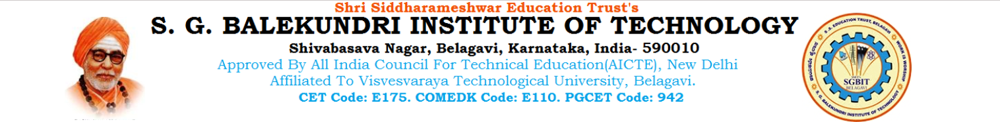 Shri Siddharameshwar Education Trust's
S. G. BALEKUNDRI INSTITUTE OF TECHNOLOGY
Shivabasava Nagar, Belagavi, Karnataka, India- 590010
Approved By All India Council For Technical Education(AICTE), New Delhi
Affiliated To Visvesvaraya Technological University, Belagavi.
CET Code: E175. COMEDK Code: E110. PGCET Code: 942
S.S. EDUCATION TRUST, BELAGAVI
WORK IS WORSHIP
SGBIT
BELAGAVI
S. G. BALEKUNDRI INSTITUTE OF TECHNOLOGY